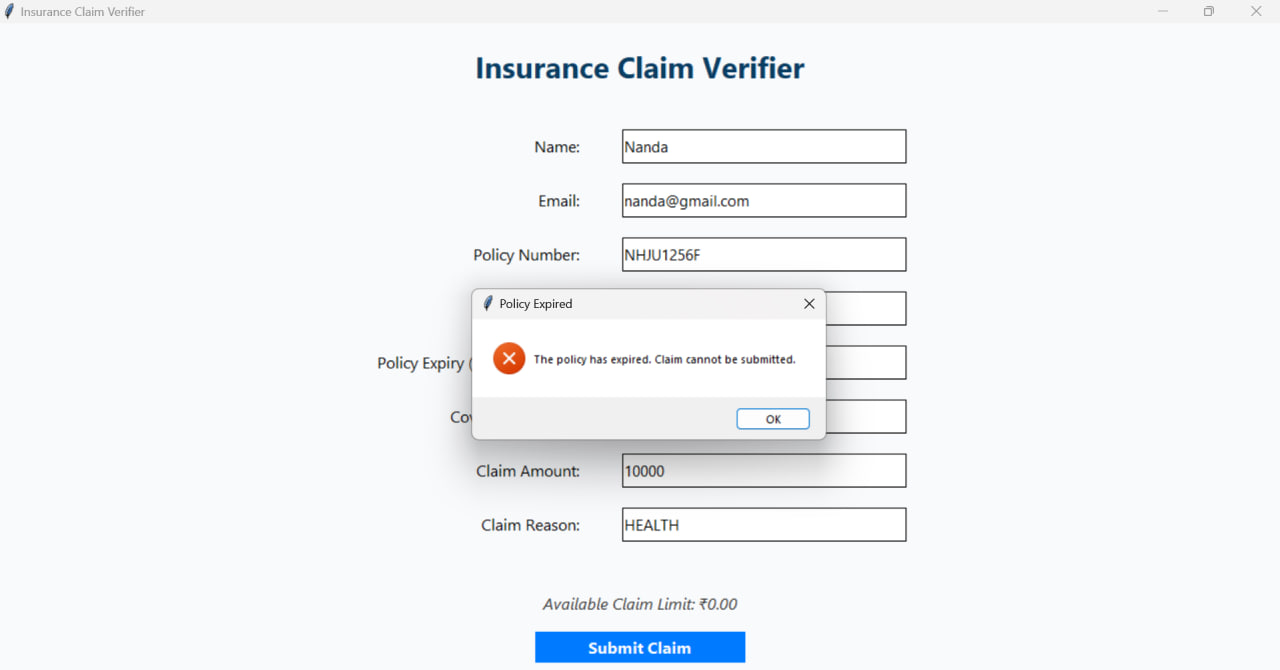 Insurance Claim Verifier
Insurance Claim Verifier
Name: Nanda
Email: nanda@gmail.com
Policy Number: NHJU1256F
Policy Expired
The policy has expired. Claim cannot be submitted.
Policy Expiry (
OK
Claim Amount: 10000
Claim Reason: HEALTH
Available Claim Limit: ₹0.00
Submit Claim